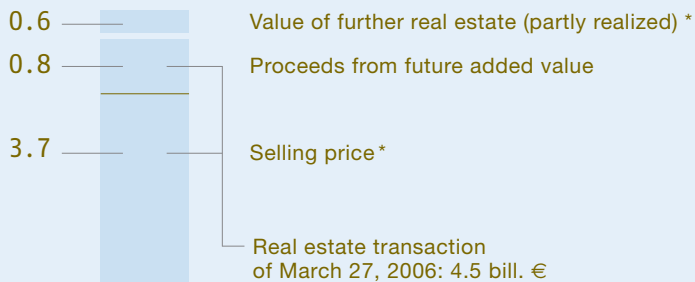 0.6 Value of further real estate (partly realized) *
0.8 Proceeds from future added value
3.7 Selling price *
Real estate transaction
of March 27, 2006: 4.5 bill. €